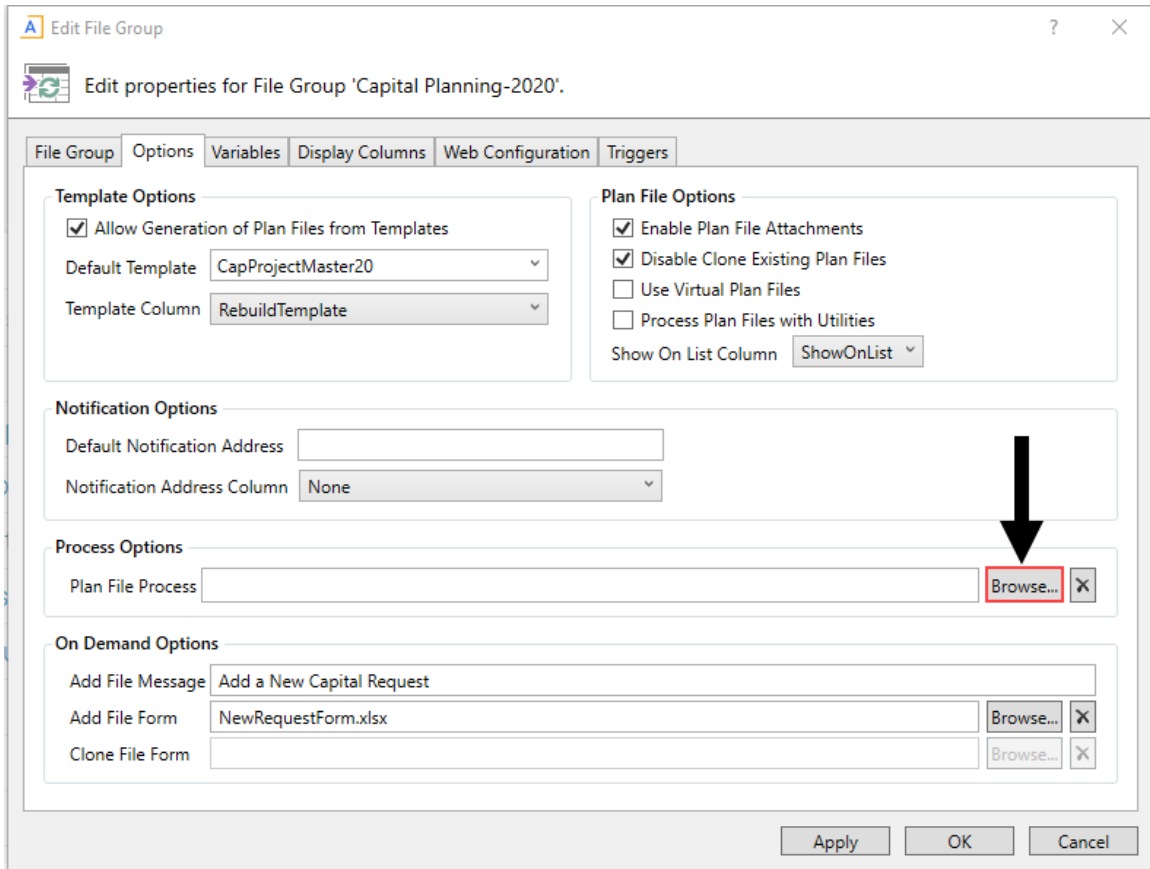 A Edit File Group ?
Edit properties for File Group 'Capital Planning-2020'.
File Group Options Variables Display Columns Web Configuration Triggers
Template Options
Allow Generation of Plan Files from Templates
Default Template CapProjectMaster20
Template Column RebuildTemplate
Plan File Options
Enable Plan File Attachments
Disable Clone Existing Plan Files
Use Virtual Plan Files
Process Plan Files with Utilities
Show On List Column ShowOnList
Notification Options
Default Notification Address
Notification Address Column None
Process Options
Plan File Process Browse...
On Demand Options
Add File Message Add a New Capital Request
Add File Form NewRequestForm.xlsx Browse...
Clone File Form Browse...
Apply OK Cancel